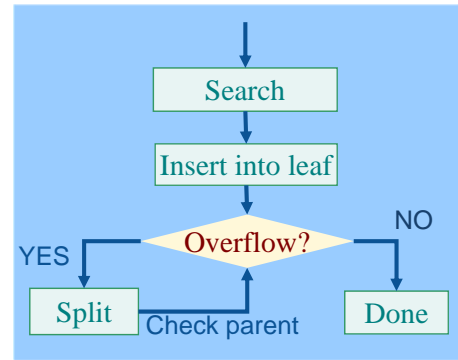 Search
Insert into leaf
Overflow?
YES
NO
Split
Check parent
Done